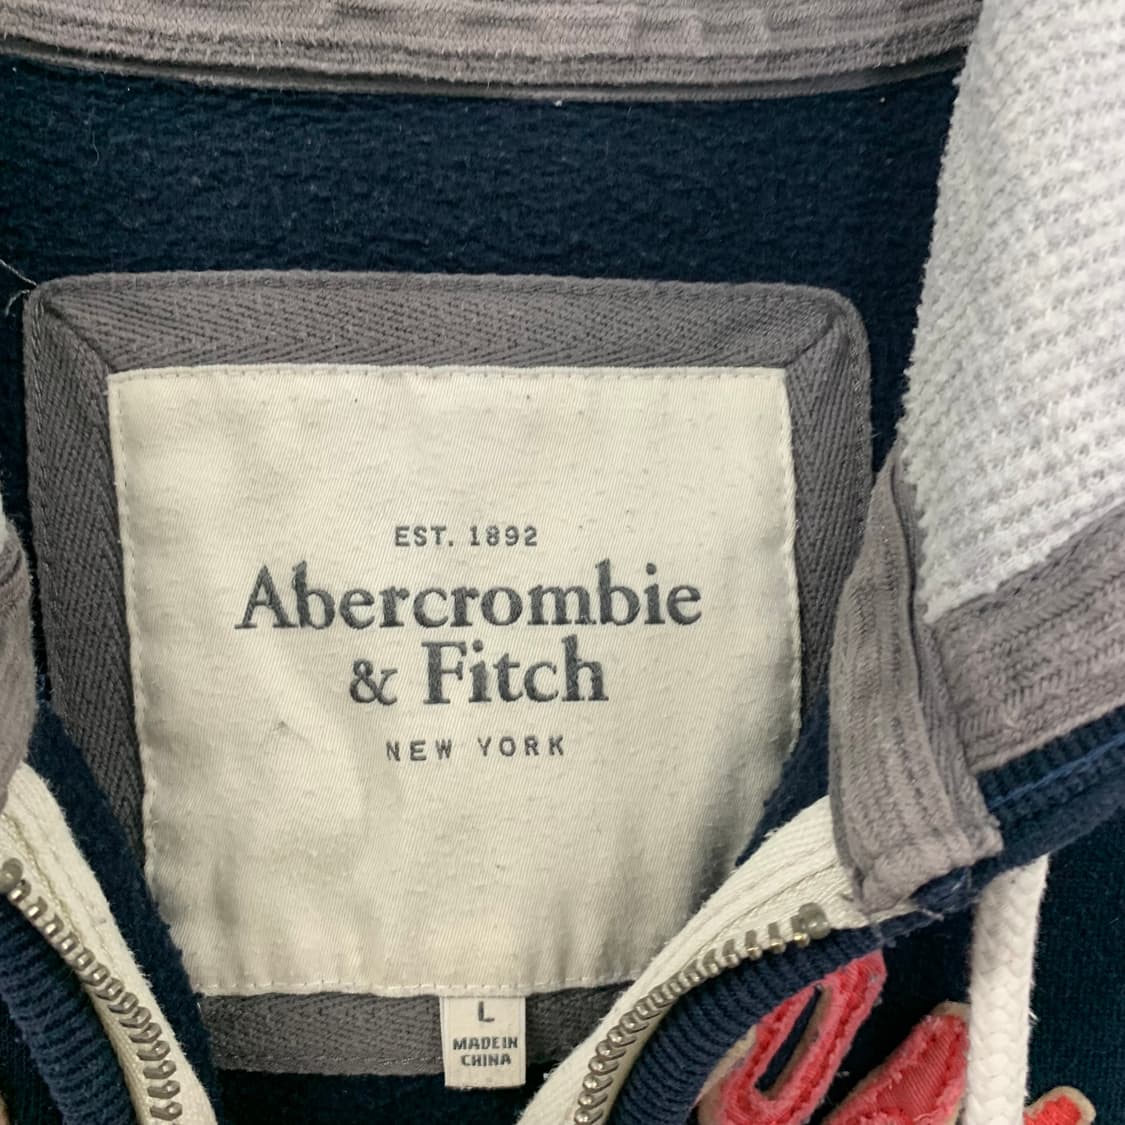 EST. 1892
Abercrombie
& Fitch
NEW YORK
L
MADE IN
CHINA